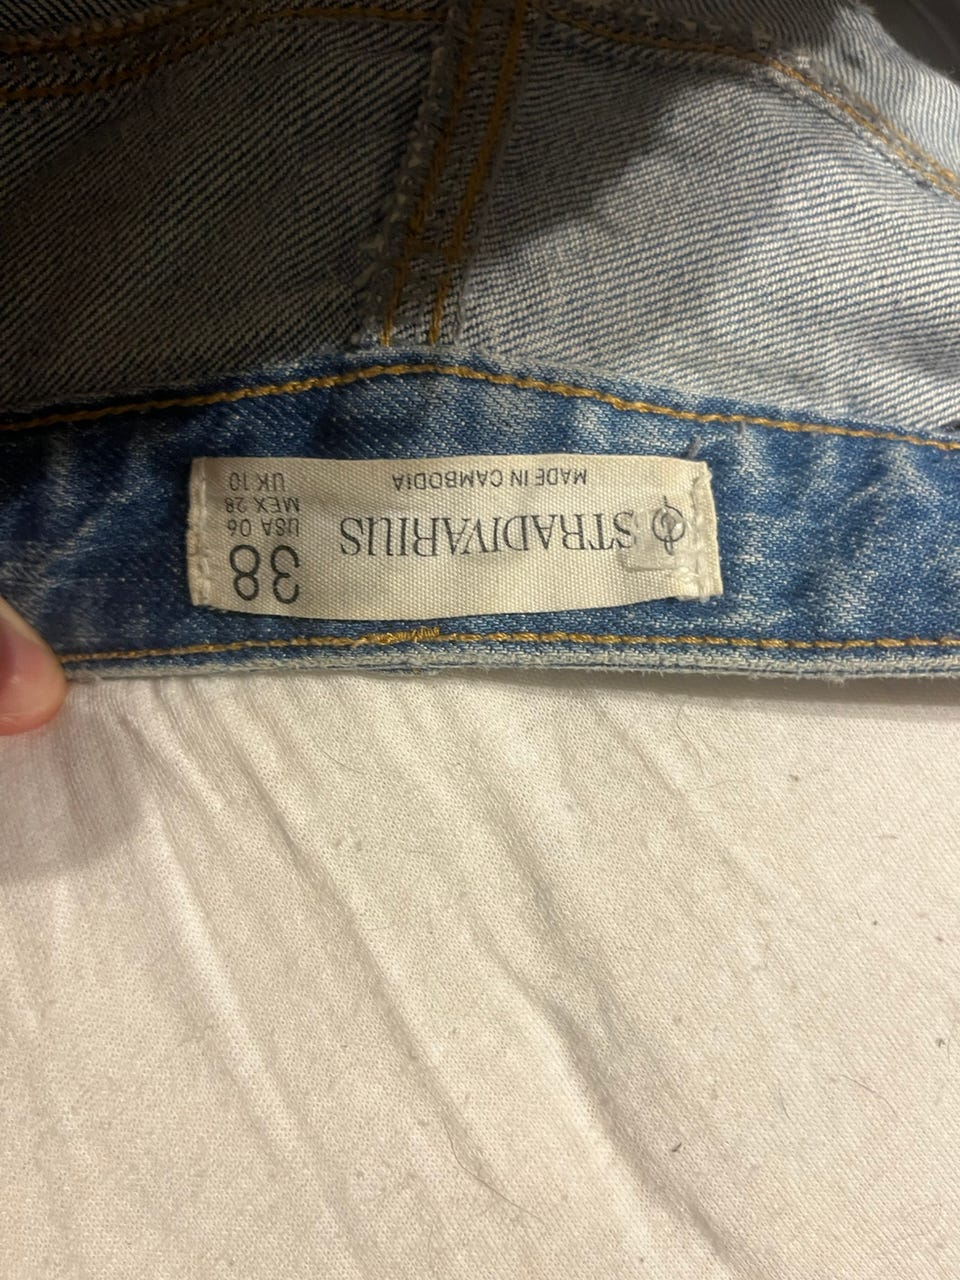 STRADIVARIUS
MADE IN CAMBODIA
38
USA 06
MEX 28
UK 10